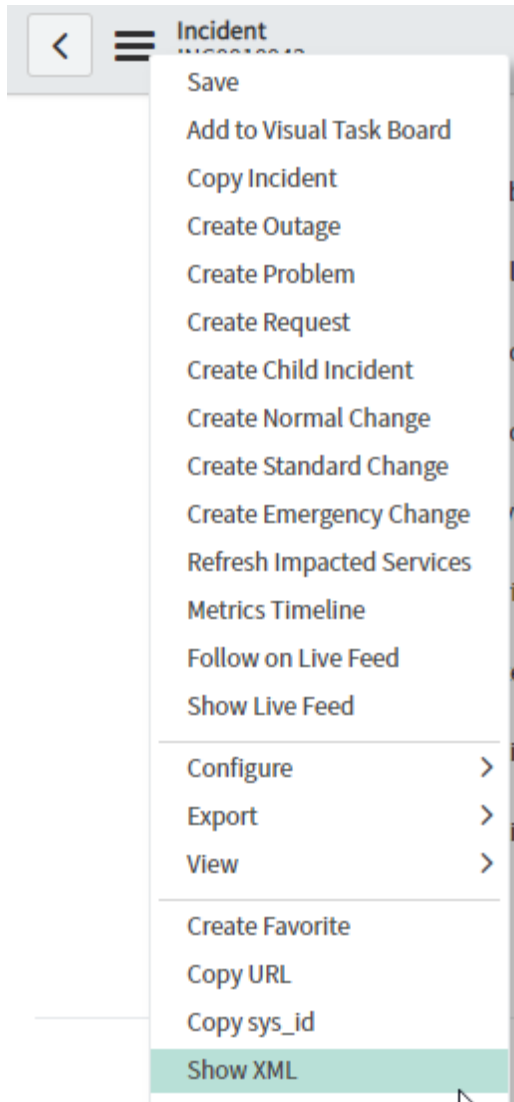 Incident
Save
Add to Visual Task Board
Copy Incident
Create Outage
Create Problem
Create Request
Create Child Incident
Create Normal Change
Create Standard Change
Create Emergency Change
Refresh Impacted Services
Metrics Timeline
Follow on Live Feed
Show Live Feed
Configure
Export
View
Create Favorite
Copy URL
Copy sys_id
Show XML